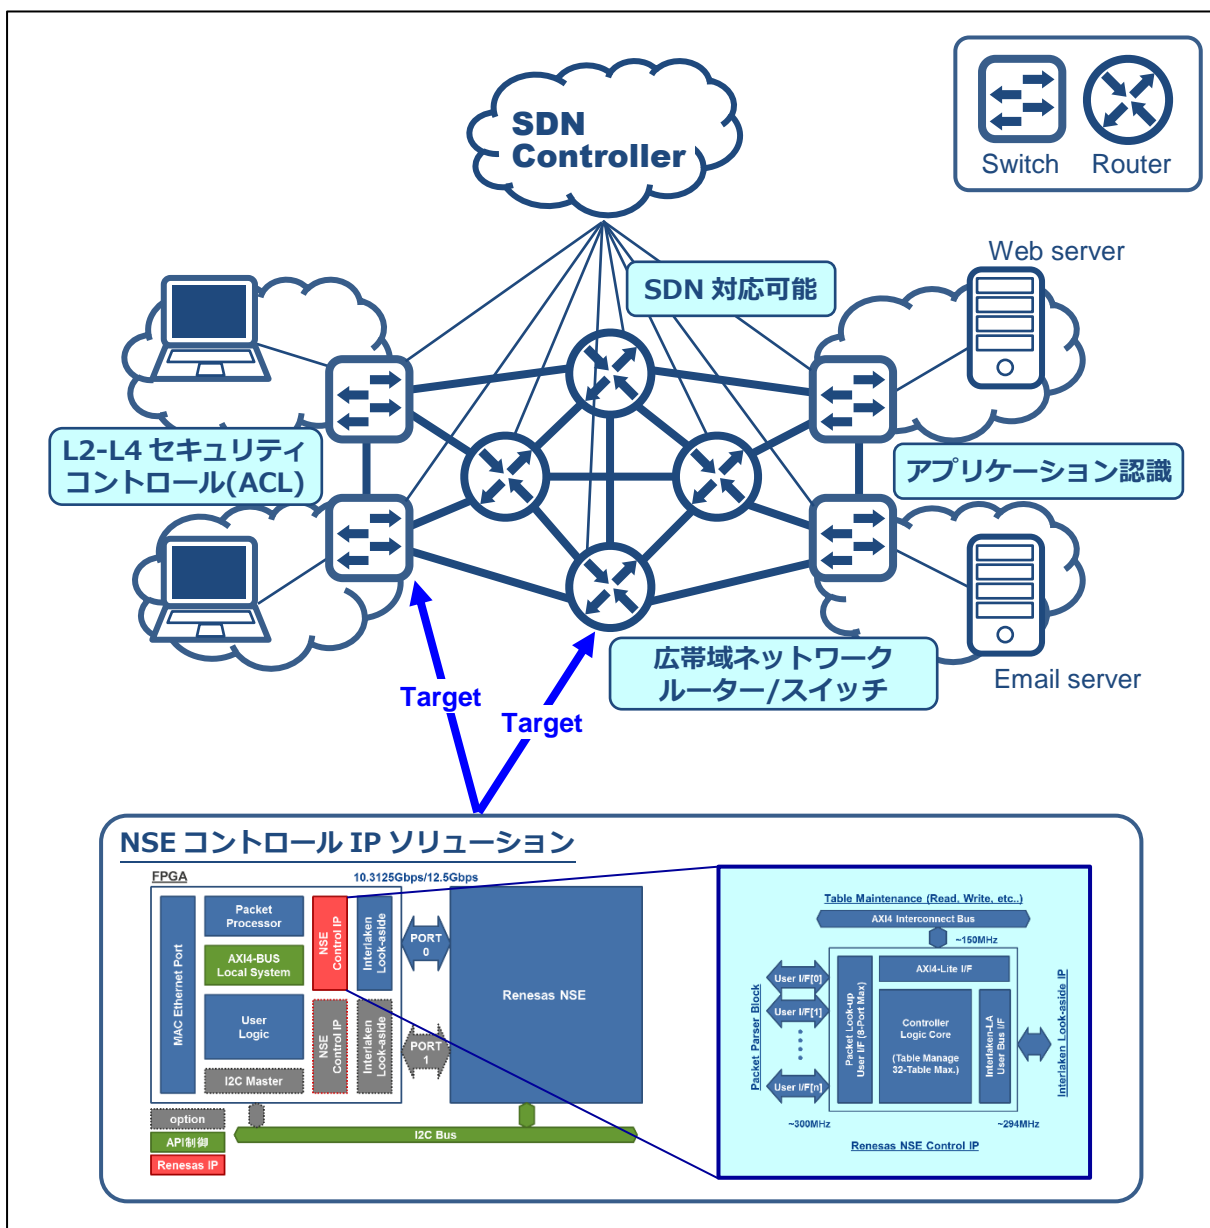 SDN
Controller
Switch
Router
Web server
SDN 対応可能
L2-L4 セキュリティ
コントロール(ACL)
アプリケーション認識
広帯域ネットワーク
ルーター/スイッチ
Email server
Target
Target
NSE コントロール IP ソリューション
FPGA
10.3125Gbps/12.5Gbps
MAC Ethernet Port
Packet
Processor
AXI4-BUS
Local System
User
Logic
I2C Master
NSE
Control IP
Interlaken
Look-aside
NSE
Control IP
Interlaken
Look-aside
PORT
0
PORT
1
Renesas NSE
I2C Bus
option
API制御
Renesas IP
Table Maintenance (Read, Write, etc..)
AXI4 Interconnect Bus
~150MHz
Packet Parser Block
User I/F[0]
User I/F[1]
User I/F[n]
Packet Look-up
User I/F (8-Port Max)
AXI4-Lite I/F
Controller
Logic Core
(Table Manage
32-Table Max.)
Interlaken-LA
User Bus I/F
Interlaken Look-aside IP
~300MHz
~294MHz
Renesas NSE Control IP